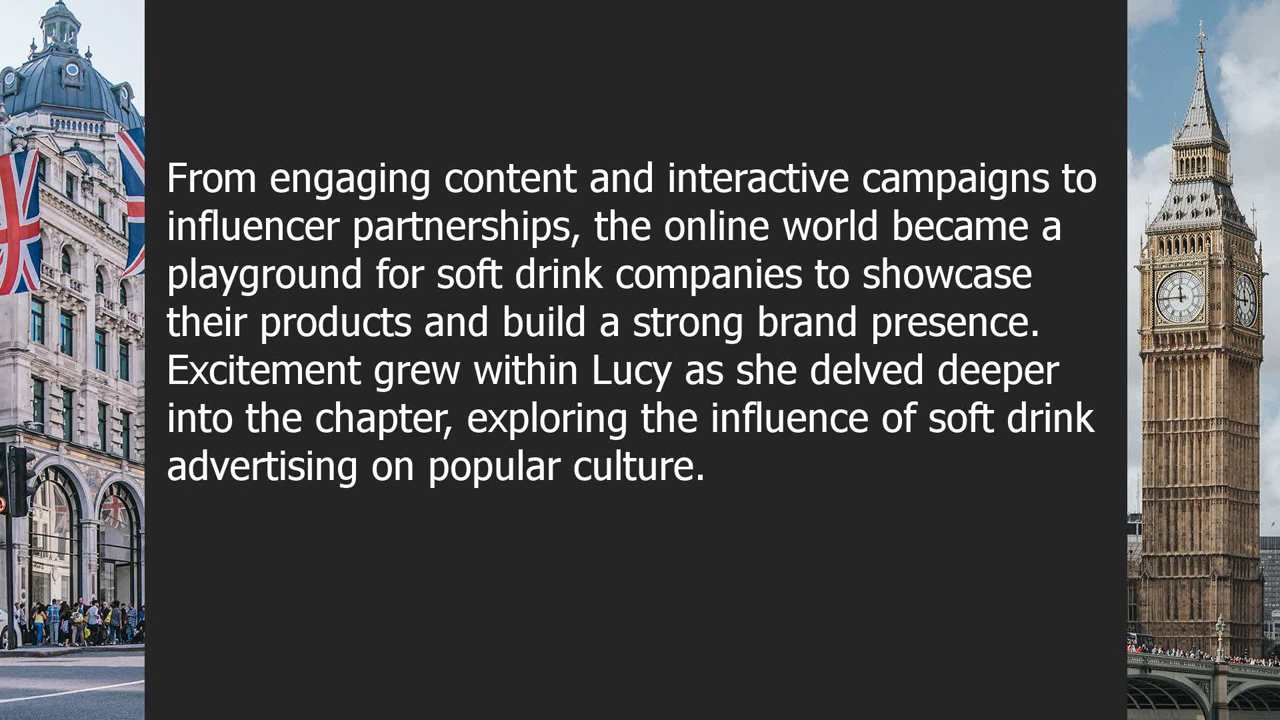 From engaging content and interactive campaigns to
influencer partnerships, the online world became a
playground for soft drink companies to showcase
their products and build a strong brand presence.
Excitement grew within Lucy as she delved deeper
into the chapter, exploring the influence of soft drink
advertising on popular culture.